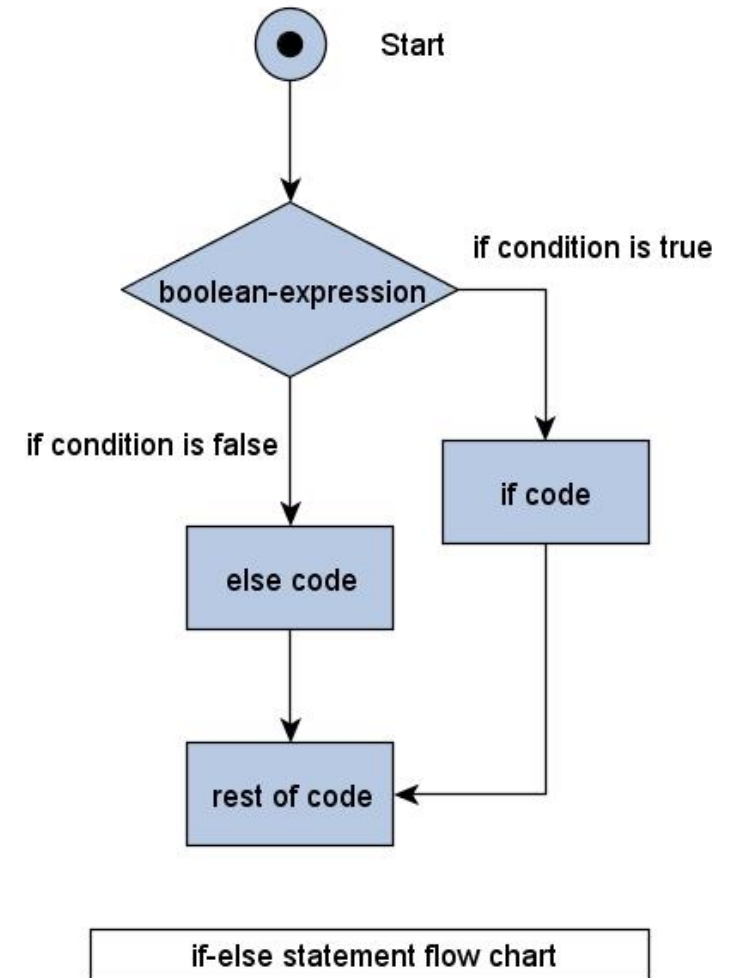 Start
if condition is true
boolean-expression
if condition is false
if code
else code
rest of code
if-else statement flow chart